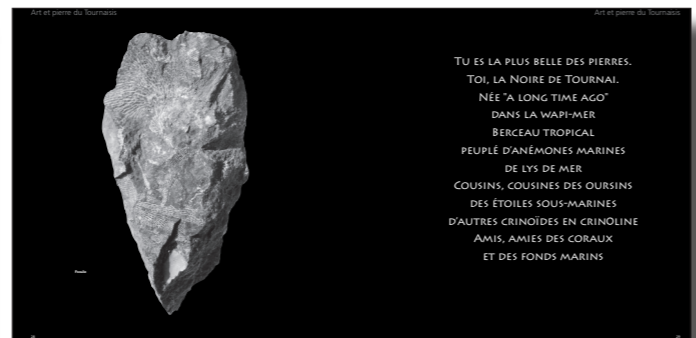 Art et pierre du Tournaisis
Art et pierre du Tournaisis
Tu es la plus belle des pierres.
Toi, la Noire de Tournai.
Née "a long time ago"
dans la wapi-mer
Berceau tropical
peuplé d'anémones marines
de lys de mer
Cousins, cousines des oursins
des étoiles sous-marines
d'autres crinoïdes en crinOline
Amis, amies des coraux
et des fonds marins
Fossile